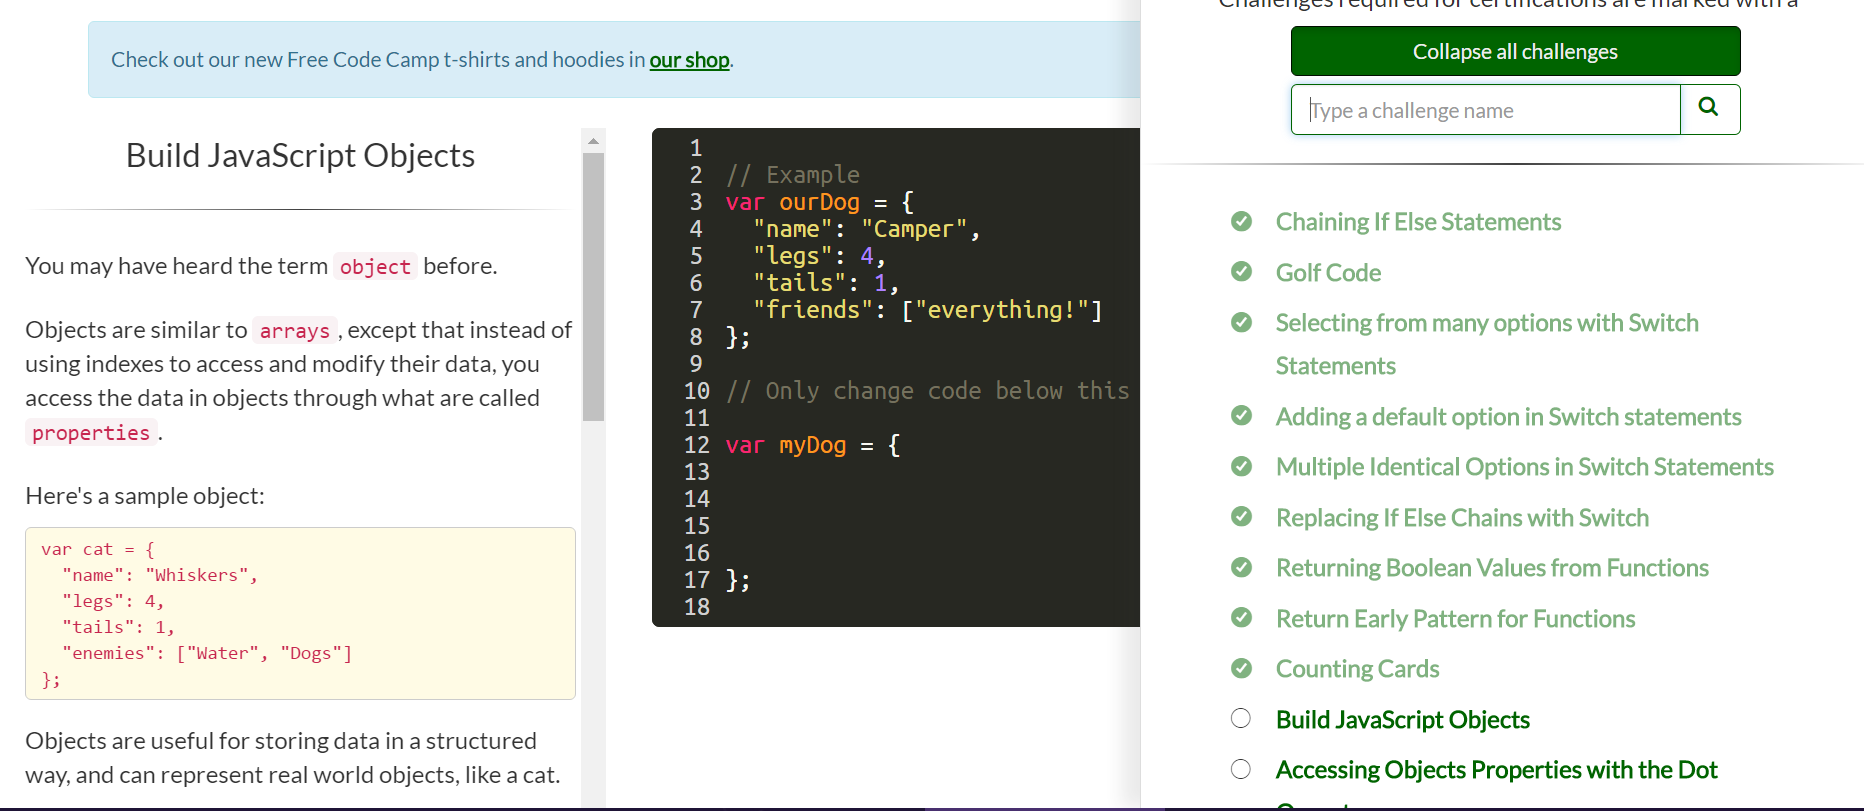 Check out our new Free Code Camp t-shirts and hoodies in our shop.
Build JavaScript Objects
You may have heard the term object before.
Objects are similar to arrays, except that instead of
using indexes to access and modify their data, you
access the data in objects through what are called
properties.
Here's a sample object:
var cat = {
  "name": "Whiskers",
  "legs": 4,
  "tails": 1,
  "enemies": ["Water", "Dogs"]
};
Objects are useful for storing data in a structured
way, and can represent real world objects, like a cat.
1
2 // Example
3 var ourDog = {
4   "name": "Camper",
5   "legs": 4,
6   "tails": 1,
7   "friends": ["everything!"]
8 };
9
10 // Only change code below this
11
12 var myDog = {
13
14
15
16
17 };
18
Challenges required for certifications are marked with a
Collapse all challenges
Type a challenge name
Chaining If Else Statements
Golf Code
Selecting from many options with Switch
Statements
Adding a default option in Switch statements
Multiple Identical Options in Switch Statements
Replacing If Else Chains with Switch
Returning Boolean Values from Functions
Return Early Pattern for Functions
Counting Cards
Build JavaScript Objects
Accessing Objects Properties with the Dot